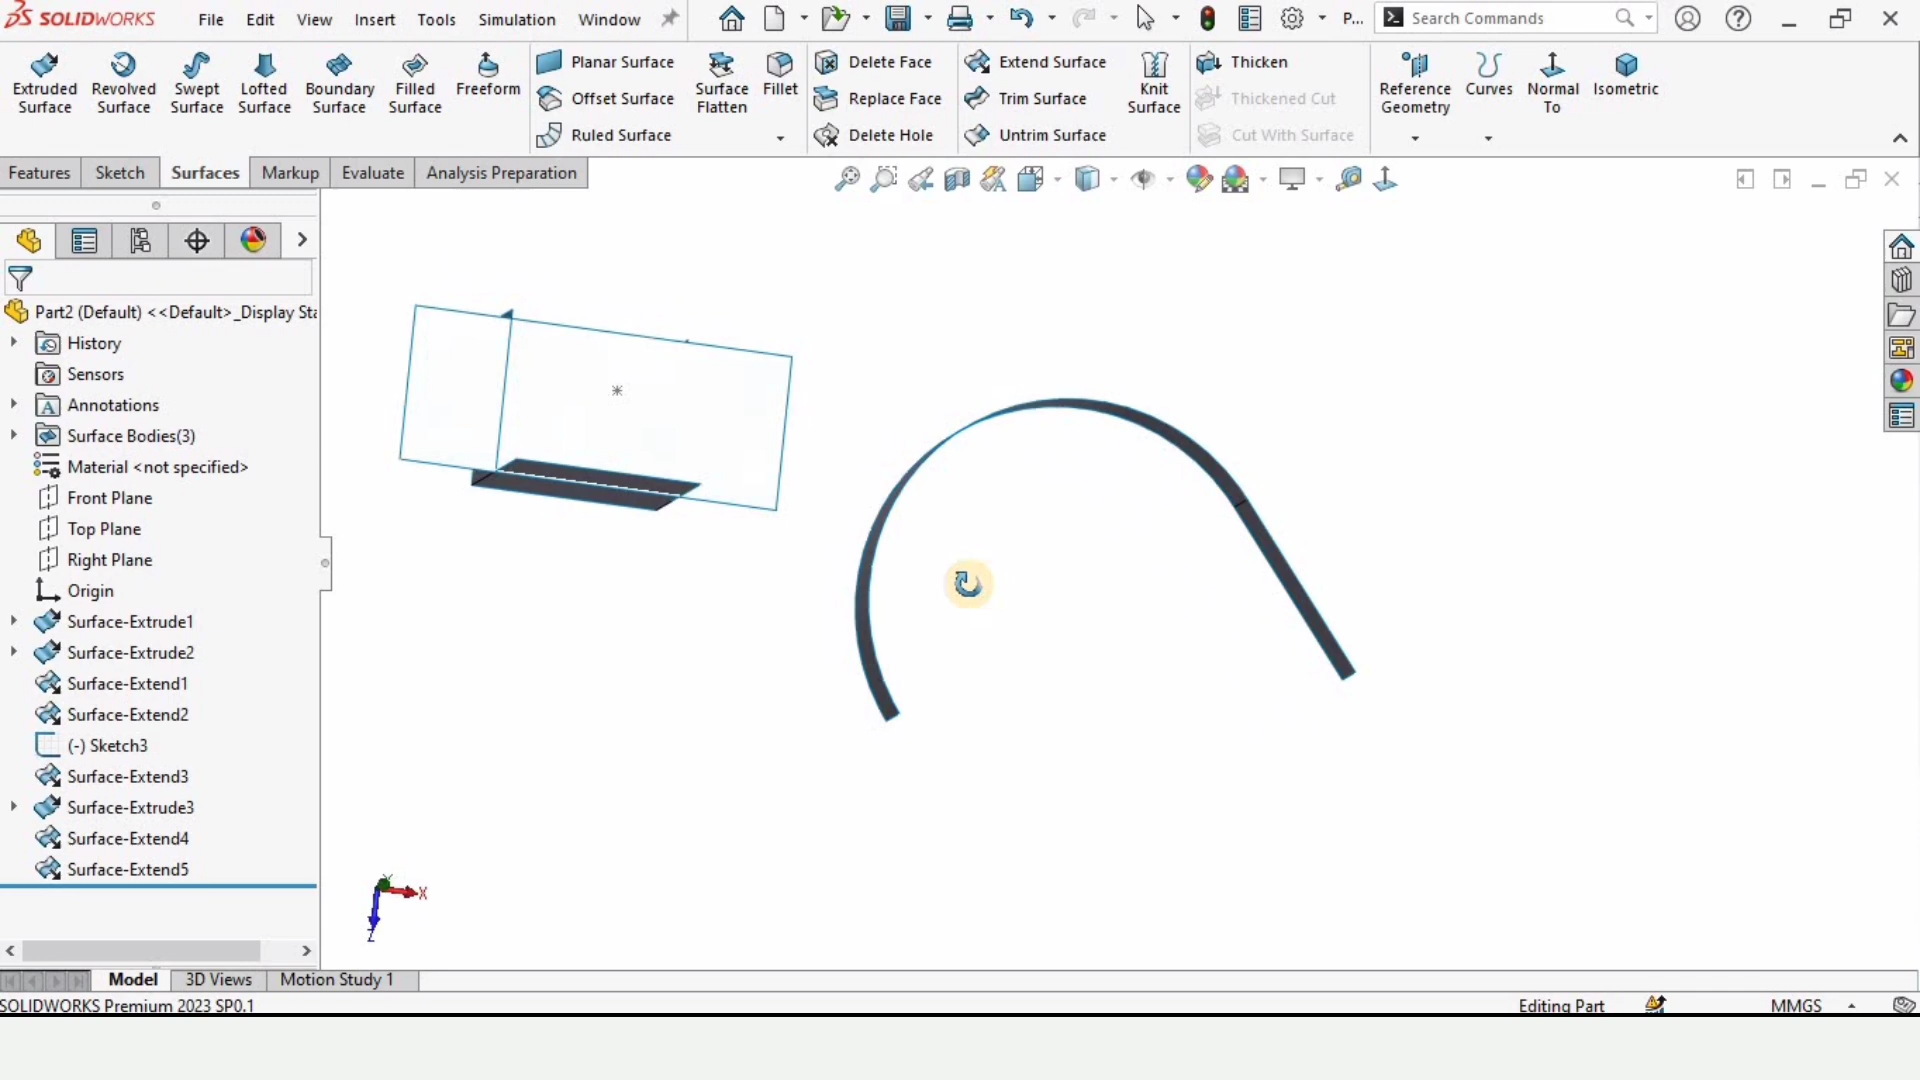 SOLIDWORKS File Edit View Insert Tools Simulation Window P... Search Commands
Extruded Surface
Revolved Surface
Swept Surface
Lofted Surface
Boundary Surface
Filled Surface
Freeform
Planar Surface
Offset Surface
Ruled Surface
Surface Flatten
Fillet
Delete Face
Replace Face
Delete Hole
Extend Surface
Trim Surface
Untrim Surface
Knit Surface
Thicken
Thickened Cut
Cut With Surface
Reference Geometry
Curves
Normal To
Isometric
Features Sketch Surfaces Markup Evaluate Analysis Preparation
Part2 (Default) <<Default>_Display Sta
History
Sensors
Annotations
Surface Bodies(3)
Material <not specified>
Front Plane
Top Plane
Right Plane
Origin
Surface-Extrude1
Surface-Extrude2
Surface-Extend1
Surface-Extend2
(-) Sketch3
Surface-Extend3
Surface-Extrude3
Surface-Extend4
Surface-Extend5
Y
X
Z
Model 3D Views Motion Study 1
SOLIDWORKS Premium 2023 SP0.1 Editing Part MMGS